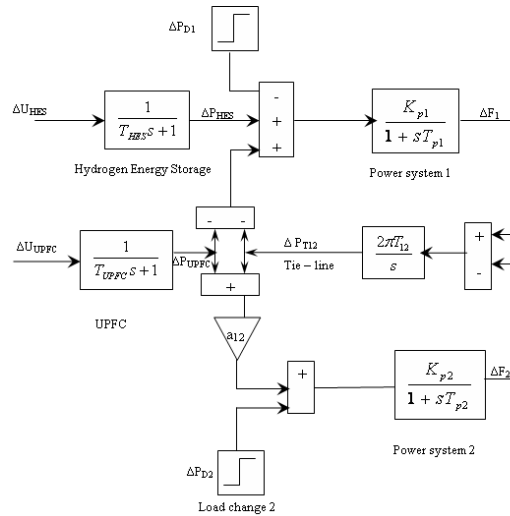 ΔP_D1
-
+
+
ΔU_HES
1
T_HES s + 1
ΔP_HES
Hydrogen Energy Storage
K_p1
1 + sT_p1
ΔF_1
Power system 1
- -
ΔU_UPFC
1
T_UPFC s + 1
ΔP_UPFC
UPFC
Δ P_T12
Tie – line
2πT_12
s
+
-
+
a_12
+
K_p2
1 + sT_p2
ΔF_2
Power system 2
ΔP_D2
Load change 2